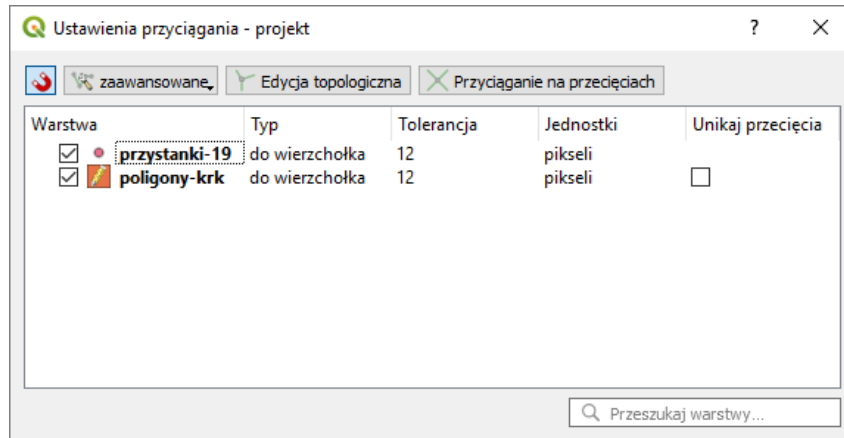 Ustawienia przyciągania - projekt ?
zaawansowane Edycja topologiczna Przyciąganie na przecięciach
Warstwa Typ Tolerancja Jednostki Unikaj przecięcia
przystanki-19 do wierzchołka 12 pikseli
poligony-krk do wierzchołka 12 pikseli
Przeszukaj warstwy...